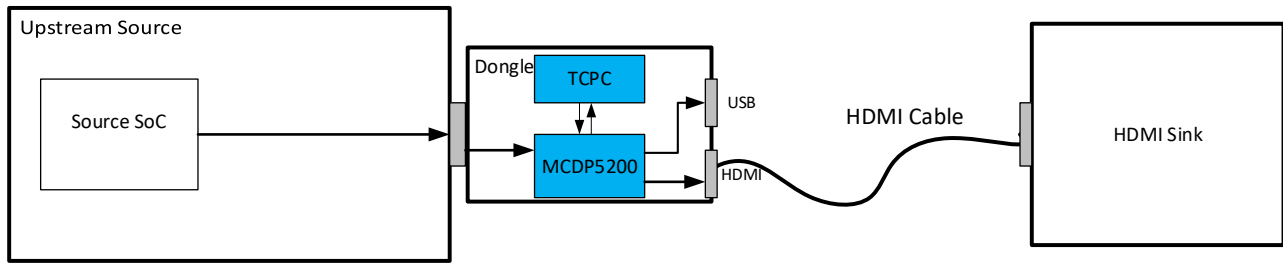 Upstream Source
Source SoC
Dongle
TCPC
MCDP5200
USB
HDMI
HDMI Cable
HDMI Sink